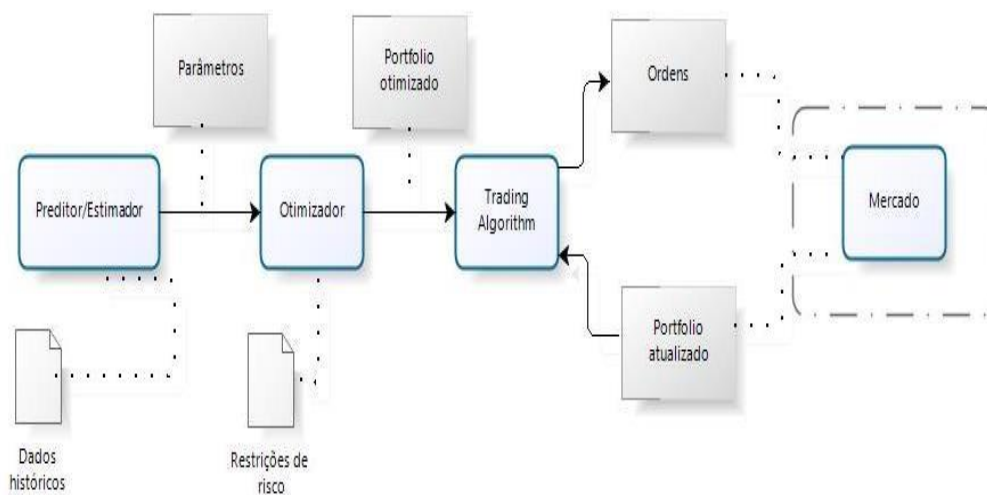 Parâmetros
Portfolio
otimizado
Ordens
Preditor/Estimador
Otimizador
Trading
Algorithm
Mercado
Portfolio
atualizado
Dados
históricos
Restrições de
risco